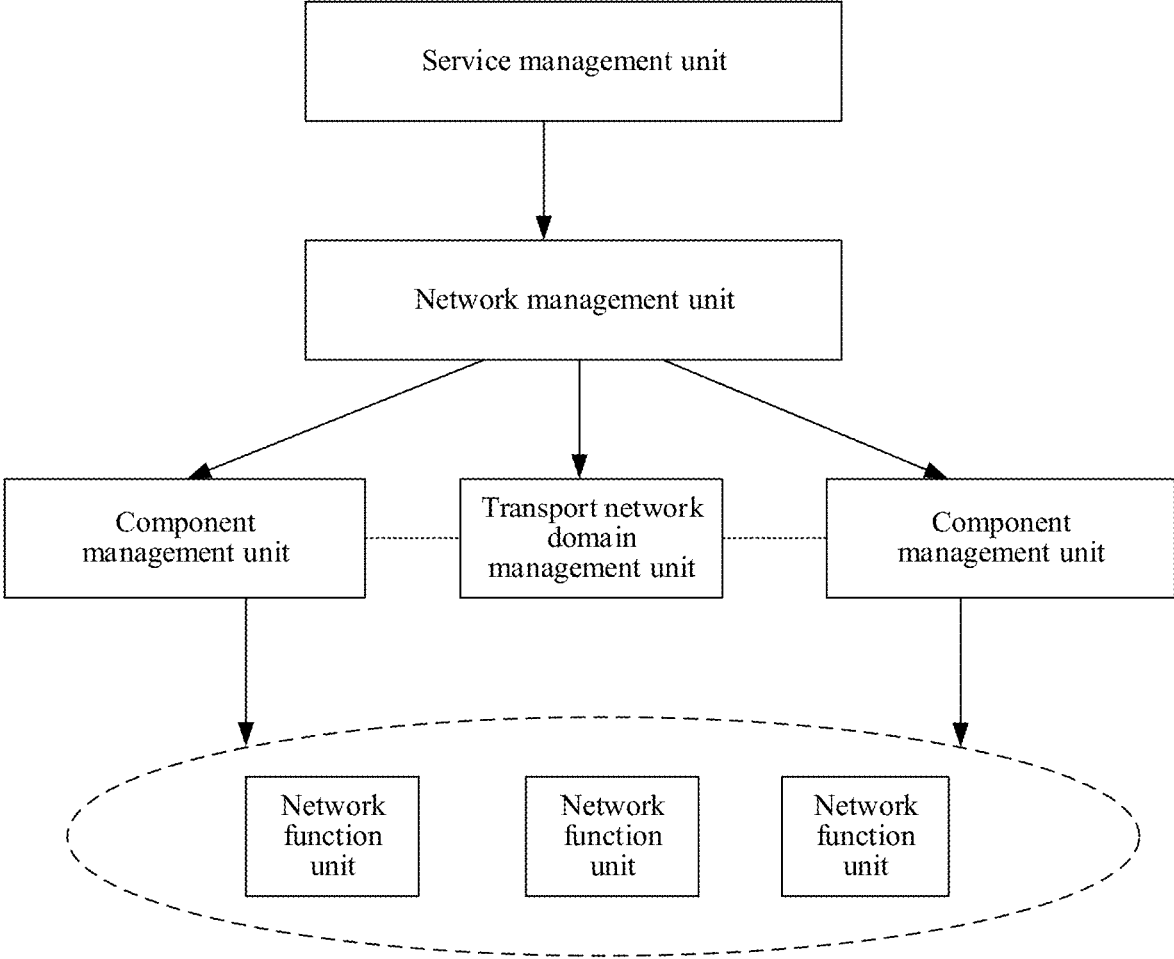 Service management unit
Network management unit
Component
management unit
Transport network
domain
management unit
Component
management unit
Network
function
unit
Network
function
unit
Network
function
unit